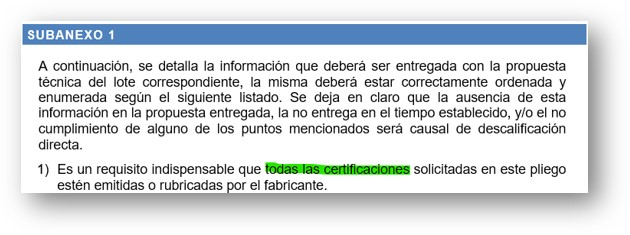 SUBANEXO 1
A continuación, se detalla la información que deberá ser entregada con la propuesta
técnica del lote correspondiente, la misma deberá estar correctamente ordenada y
enumerada según el siguiente listado. Se deja en claro que la ausencia de esta
información en la propuesta entregada, la no entrega en el tiempo establecido, y/o el no
cumplimiento de alguno de los puntos mencionados será causal de descalificación
directa.
1) Es un requisito indispensable que todas las certificaciones solicitadas en este pliego
estén emitidas o rubricadas por el fabricante.